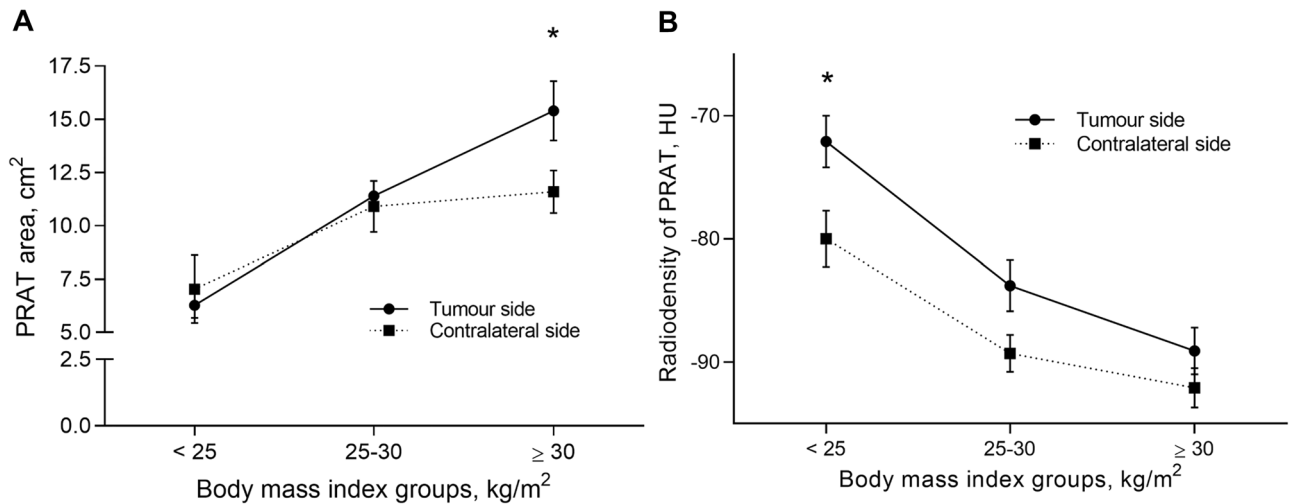 A
*
17.5
15.0
12.5
10.0
7.5
5.0
2.5
0.0
PRAT area, cm²
Tumour side
Contralateral side
< 25
25-30
≥ 30
Body mass index groups, kg/m²
B
*
-70
-80
-90
Radiodensity of PRAT, HU
Tumour side
Contralateral side
< 25
25-30
≥ 30
Body mass index groups, kg/m²